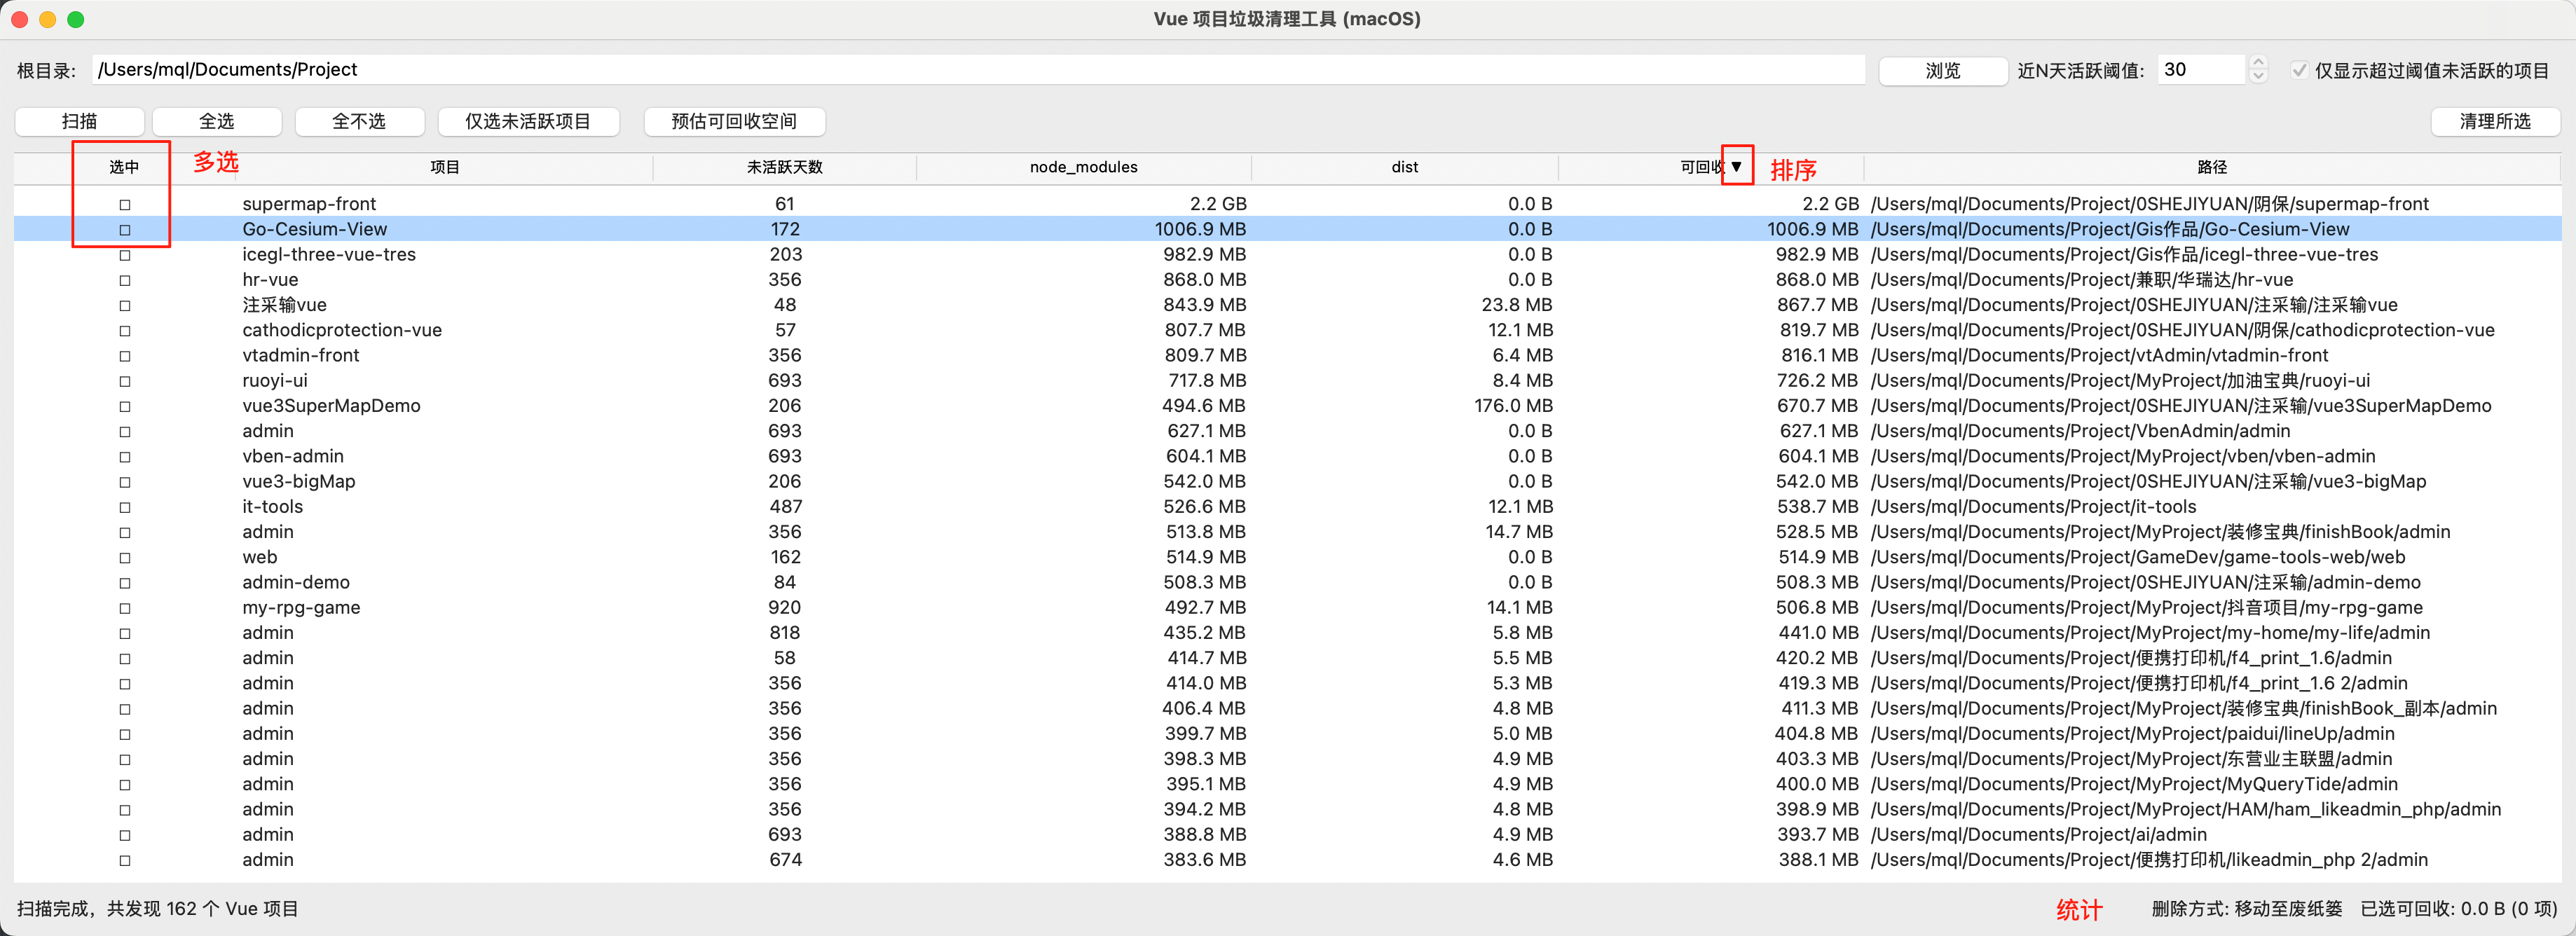 Vue 项目垃圾清理工具 (macOS)
根目录: /Users/mql/Documents/Project 浏览 近N天活跃阈值: 30 仅显示超过阈值未活跃的项目
扫描 全选 全不选 仅选未活跃项目 预估可回收空间 清理所选
选中 多选 项目 未活跃天数 node_modules dist 可回收 ▼ 排序 路径
supermap-front 61 2.2 GB 0.0 B 2.2 GB /Users/mql/Documents/Project/0SHEJIYUAN/阴保/supermap-front
Go-Cesium-View 172 1006.9 MB 0.0 B 1006.9 MB /Users/mql/Documents/Project/Gis作品/Go-Cesium-View
icegl-three-vue-tres 203 982.9 MB 0.0 B 982.9 MB /Users/mql/Documents/Project/Gis作品/icegl-three-vue-tres
hr-vue 356 868.0 MB 0.0 B 868.0 MB /Users/mql/Documents/Project/兼职/华瑞达/hr-vue
注采输vue 48 843.9 MB 23.8 MB 867.7 MB /Users/mql/Documents/Project/0SHEJIYUAN/注采输/注采输vue
cathodicprotection-vue 57 807.7 MB 12.1 MB 819.7 MB /Users/mql/Documents/Project/0SHEJIYUAN/阴保/cathodicprotection-vue
vtadmin-front 356 809.7 MB 6.4 MB 816.1 MB /Users/mql/Documents/Project/vtAdmin/vtadmin-front
ruoyi-ui 693 717.8 MB 8.4 MB 726.2 MB /Users/mql/Documents/Project/MyProject/加油宝典/ruoyi-ui
vue3SuperMapDemo 206 494.6 MB 176.0 MB 670.7 MB /Users/mql/Documents/Project/0SHEJIYUAN/注采输/vue3SuperMapDemo
admin 693 627.1 MB 0.0 B 627.1 MB /Users/mql/Documents/Project/VbenAdmin/admin
vben-admin 693 604.1 MB 0.0 B 604.1 MB /Users/mql/Documents/Project/MyProject/vben/vben-admin
vue3-bigMap 206 542.0 MB 0.0 B 542.0 MB /Users/mql/Documents/Project/0SHEJIYUAN/注采输/vue3-bigMap
it-tools 487 526.6 MB 12.1 MB 538.7 MB /Users/mql/Documents/Project/it-tools
admin 356 513.8 MB 14.7 MB 528.5 MB /Users/mql/Documents/Project/MyProject/装修宝典/finishBook/admin
web 162 514.9 MB 0.0 B 514.9 MB /Users/mql/Documents/Project/GameDev/game-tools-web/web
admin-demo 84 508.3 MB 0.0 B 508.3 MB /Users/mql/Documents/Project/0SHEJIYUAN/注采输/admin-demo
my-rpg-game 920 492.7 MB 14.1 MB 506.8 MB /Users/mql/Documents/Project/MyProject/抖音项目/my-rpg-game
admin 818 435.2 MB 5.8 MB 441.0 MB /Users/mql/Documents/Project/MyProject/my-home/my-life/admin
admin 58 414.7 MB 5.5 MB 420.2 MB /Users/mql/Documents/Project/便携打印机/f4_print_1.6/admin
admin 356 414.0 MB 5.3 MB 419.3 MB /Users/mql/Documents/Project/便携打印机/f4_print_1.6 2/admin
admin 356 406.4 MB 4.8 MB 411.3 MB /Users/mql/Documents/Project/MyProject/装修宝典/finishBook_副本/admin
admin 356 399.7 MB 5.0 MB 404.8 MB /Users/mql/Documents/Project/MyProject/paidui/lineUp/admin
admin 356 398.3 MB 4.9 MB 403.3 MB /Users/mql/Documents/Project/MyProject/东营业主联盟/admin
admin 356 395.1 MB 4.9 MB 400.0 MB /Users/mql/Documents/Project/MyProject/MyQueryTide/admin
admin 356 394.2 MB 4.8 MB 398.9 MB /Users/mql/Documents/Project/MyProject/HAM/ham_likeadmin_php/admin
admin 693 388.8 MB 4.9 MB 393.7 MB /Users/mql/Documents/Project/ai/admin
admin 674 383.6 MB 4.6 MB 388.1 MB /Users/mql/Documents/Project/便携打印机/likeadmin_php 2/admin
扫描完成，共发现 162 个 Vue 项目 统计 删除方式: 移动至废纸篓 已选可回收: 0.0 B (0 项)